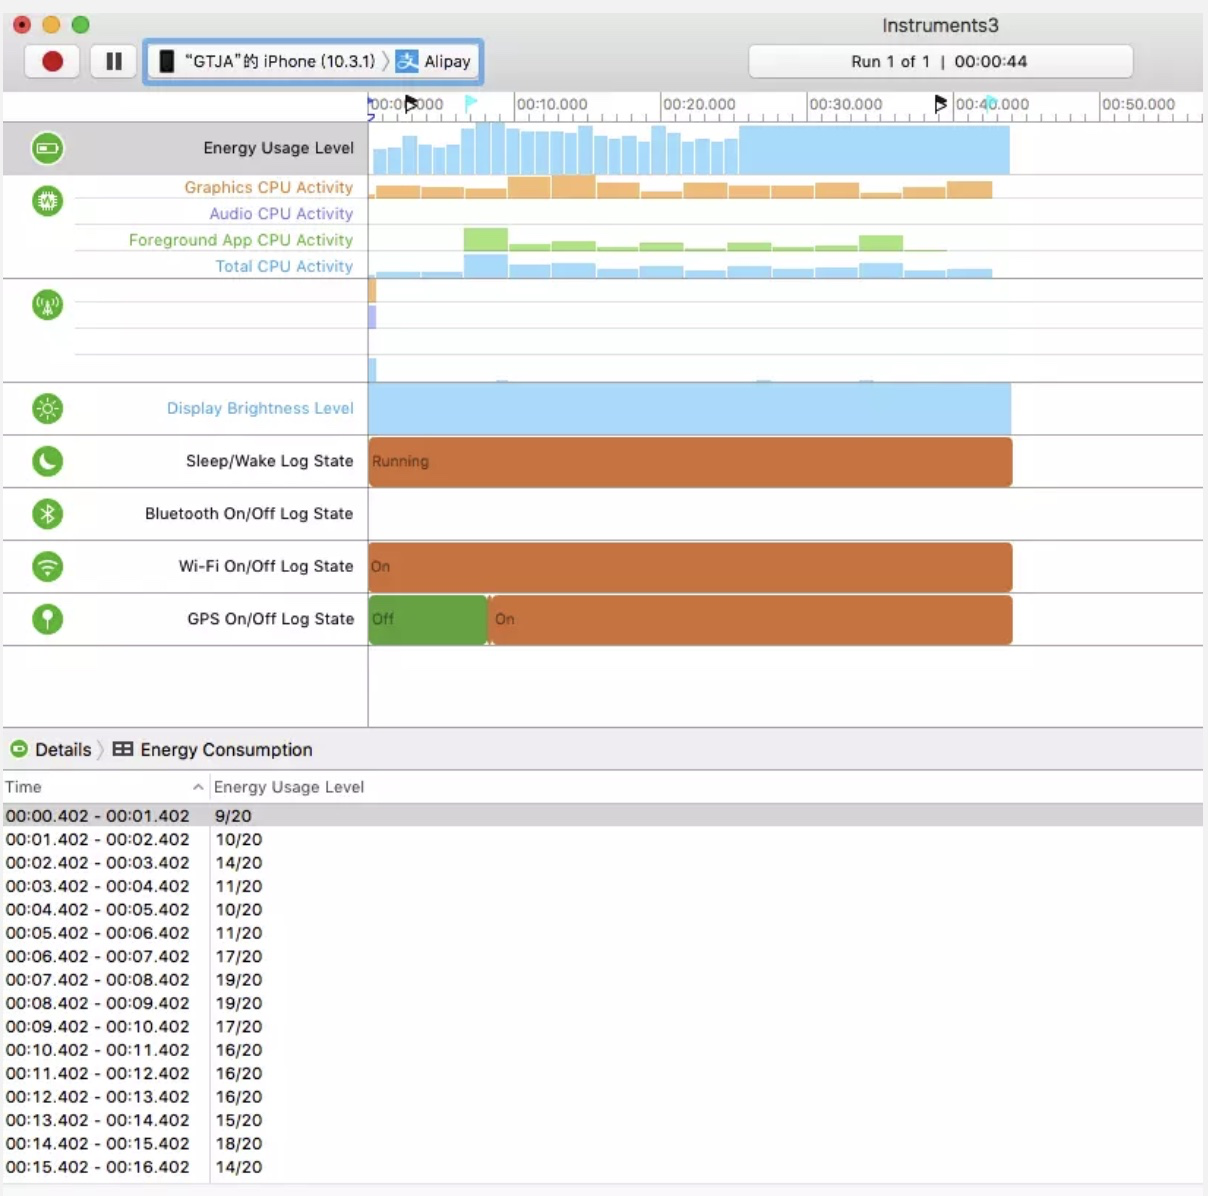 Instruments3
"GTJA"的 iPhone (10.3.1) 〉 Alipay
Run 1 of 1 | 00:00:44
00:10.000 00:20.000 00:30.000 00:40.000 00:50.000
Energy Usage Level
Graphics CPU Activity
Audio CPU Activity
Foreground App CPU Activity
Total CPU Activity
Display Brightness Level
Sleep/Wake Log State Running
Bluetooth On/Off Log State
Wi-Fi On/Off Log State On
GPS On/Off Log State Off On
Details 〉 Energy Consumption
Time Energy Usage Level
00:00.402 - 00:01.402 9/20
00:01.402 - 00:02.402 10/20
00:02.402 - 00:03.402 14/20
00:03.402 - 00:04.402 11/20
00:04.402 - 00:05.402 10/20
00:05.402 - 00:06.402 11/20
00:06.402 - 00:07.402 17/20
00:07.402 - 00:08.402 19/20
00:08.402 - 00:09.402 19/20
00:09.402 - 00:10.402 17/20
00:10.402 - 00:11.402 16/20
00:11.402 - 00:12.402 16/20
00:12.402 - 00:13.402 16/20
00:13.402 - 00:14.402 15/20
00:14.402 - 00:15.402 18/20
00:15.402 - 00:16.402 14/20